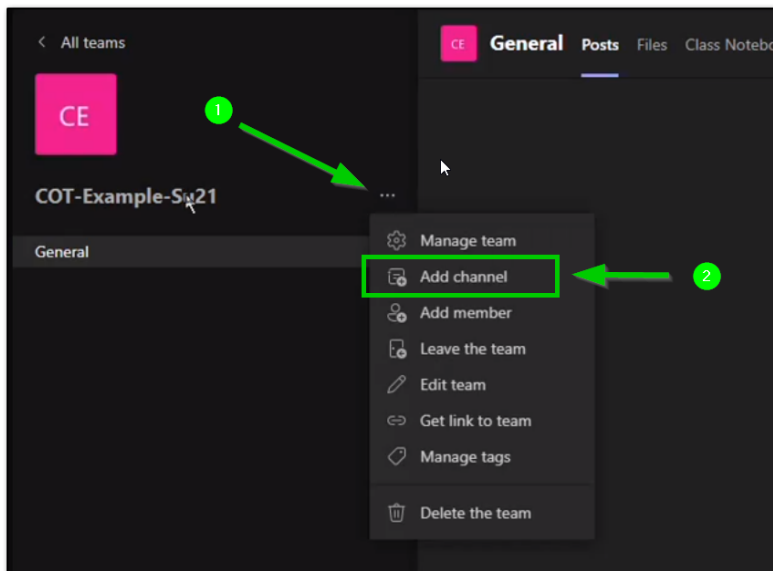 All teams
CE
General Posts Files Class Notebo
CE
1
COT-Example-Su21
...
General
Manage team
Add channel
2
Add member
Leave the team
Edit team
Get link to team
Manage tags
Delete the team